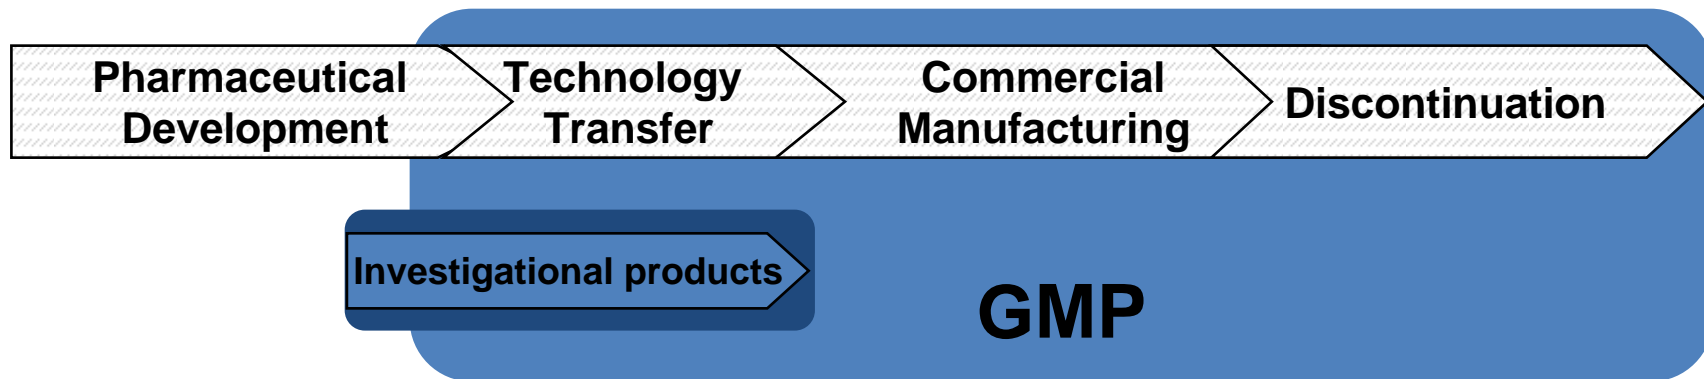 Pharmaceutical
Development
Technology
Transfer
Commercial
Manufacturing
Discontinuation
Investigational products
GMP